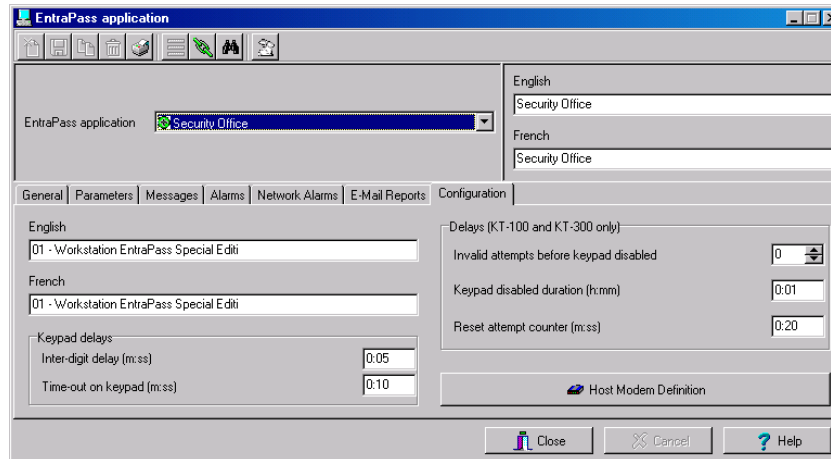 EntraPass application
English
Security Office
EntraPass application
Security Office
French
Security Office
General
Parameters
Messages
Alarms
Network Alarms
E-Mail Reports
Configuration
English
01 - Workstation EntraPass Special Editi
French
01 - Workstation EntraPass Special Editi
Keypad delays
Inter-digit delay (m:ss)
0:05
Time-out on keypad (m:ss)
0:10
Delays (KT-100 and KT-300 only)
Invalid attempts before keypad disabled
0
Keypad disabled duration (h:mm)
0:01
Reset attempt counter (m:ss)
0:20
Host Modem Definition
Close
Cancel
Help